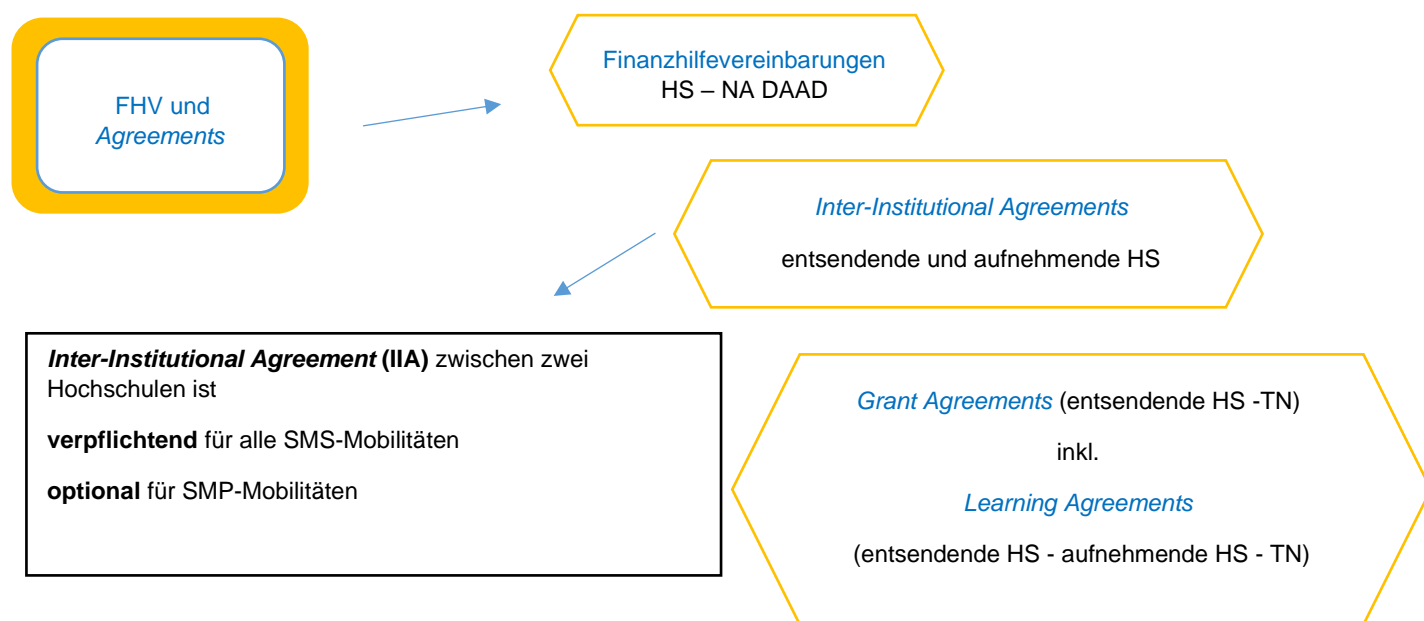 FHV und
Agreements
Finanzhilfevereinbarungen
HS – NA DAAD
Inter-Institutional Agreements
entsendende und aufnehmende HS
Inter-Institutional Agreement (IIA) zwischen zwei
Hochschulen ist
verpflichtend für alle SMS-Mobilitäten
optional für SMP-Mobilitäten
Grant Agreements (entsendende HS -TN)
inkl.
Learning Agreements
(entsendende HS - aufnehmende HS - TN)